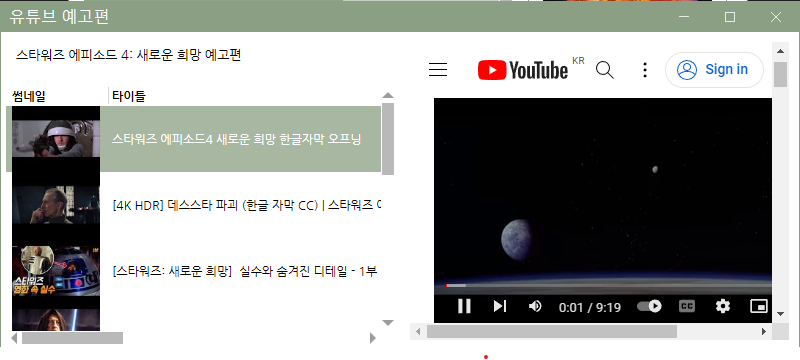 유튜브 예고편
스타워즈 에피소드 4: 새로운 희망 예고편
썸네일 타이틀
스타워즈 에피소드4 새로운 희망 한글자막 오프닝
[4K HDR] 데스스타 파괴 (한글 자막 CC) | 스타워즈
[스타워즈: 새로운 희망] 실수와 숨겨진 디테일 - 1부
스타워즈
영화 속 실수
YouTube KR
Sign in
0:01 / 9:19
CC